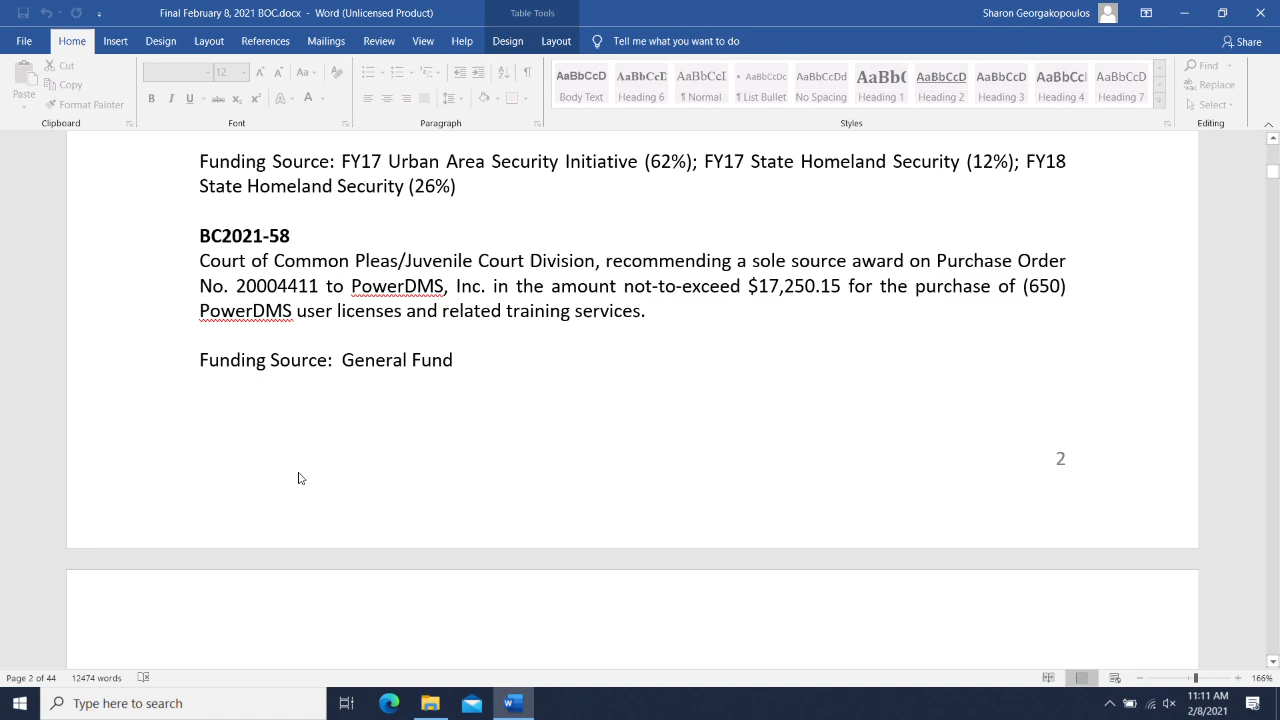 Final February 8, 2021 BOC.docx - Word (Unlicensed Product)
Table Tools
Sharon Georgakopoulos
File Home Insert Design Layout References Mailings Review View Help Design Layout Tell me what you want to do Share
Paste
Cut
Copy
Format Painter
Clipboard
12
Font
Paragraph
AaBbCcD AaBbCcD AaBbCcI AaBbCcDc AaBbCcDd AaBb( AaBbCcD AaBbCcD AaBbCc AaBbCcD
Body Text Heading 6 ¶ Normal ¶ List Bullet No Spacing Heading 1 Heading 2 Heading 3 Heading 4 Heading 7
Styles
Find
Replace
Select
Editing
Funding Source: FY17 Urban Area Security Initiative (62%); FY17 State Homeland Security (12%); FY18
State Homeland Security (26%)
BC2021-58
Court of Common Pleas/Juvenile Court Division, recommending a sole source award on Purchase Order
No. 20004411 to PowerDMS, Inc. in the amount not-to-exceed $17,250.15 for the purchase of (650)
PowerDMS user licenses and related training services.
Funding Source: General Fund
2
Page 2 of 44 12474 words
166%
Type here to search
11:11 AM
2/8/2021